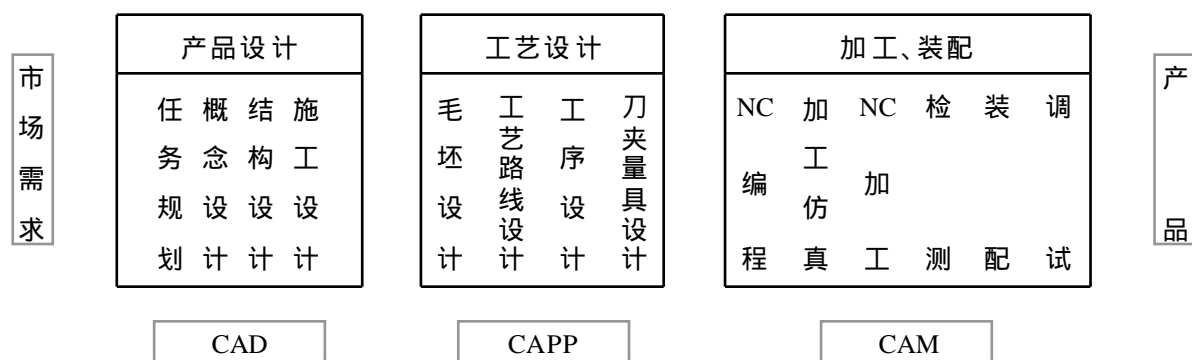 市场需求
产品设计
任务规划
概念设计
结构设计
施工设计
工艺设计
毛坯设计
工艺路线设计
工序设计
刀夹量具设计
加工、装配
NC编程
加工仿真
NC加工
检测
装配
调试
产品
CAD
CAPP
CAM